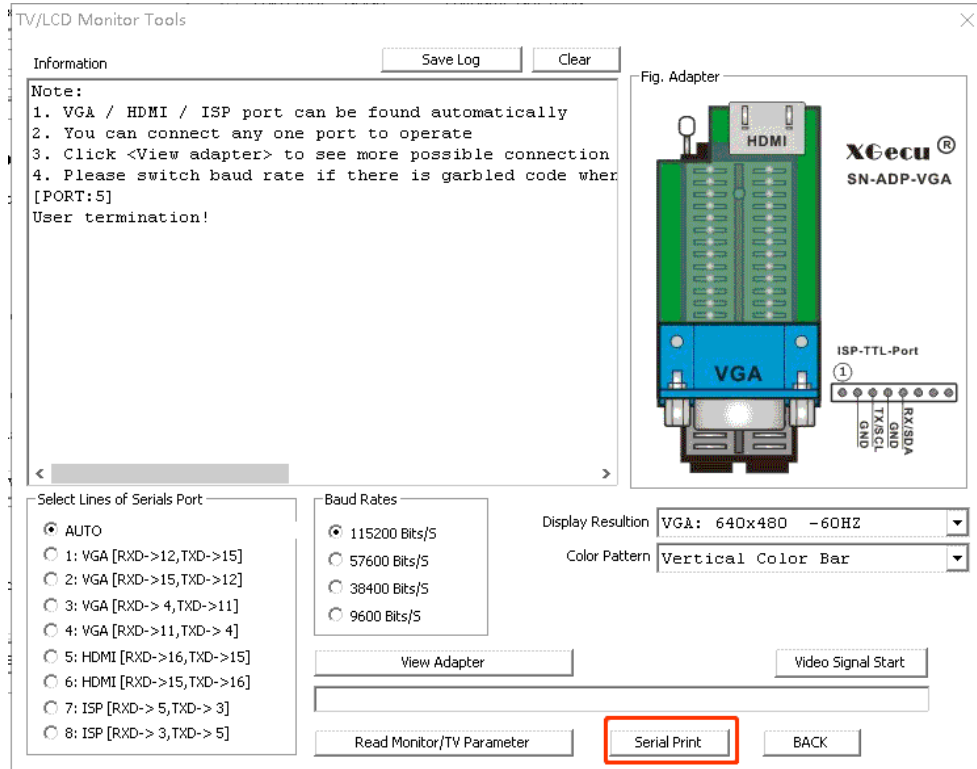 TV/LCD Monitor Tools
Information
Save Log
Clear
Note:
1. VGA / HDMI / ISP port can be found automatically
2. You can connect any one port to operate
3. Click <View adapter> to see more possible connection
4. Please switch baud rate if there is garbled code wher
[PORT:5]
User termination!
Fig. Adapter
HDMI
XGecu ®
SN-ADP-VGA
VGA
ISP-TTL-Port
1
GND
TX/SCL
GND
RX/SDA
Select Lines of Serials Port
AUTO
1: VGA [RXD->12,TXD->15]
2: VGA [RXD->15,TXD->12]
3: VGA [RXD-> 4,TXD->11]
4: VGA [RXD->11,TXD-> 4]
5: HDMI [RXD->16,TXD->15]
6: HDMI [RXD->15,TXD->16]
7: ISP [RXD-> 5,TXD-> 3]
8: ISP [RXD-> 3,TXD-> 5]
Baud Rates
115200 Bits/S
57600 Bits/S
38400 Bits/S
9600 Bits/S
Display Resultion VGA: 640x480 -60HZ
Color Pattern Vertical Color Bar
View Adapter
Video Signal Start
Read Monitor/TV Parameter
Serial Print
BACK